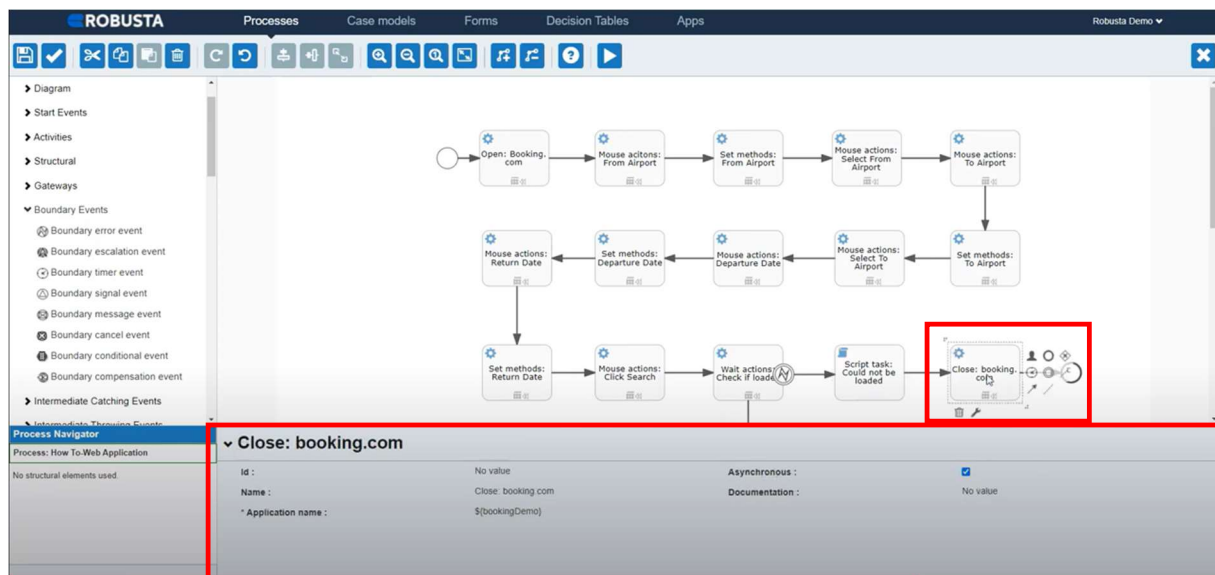 ROBUSTA
Processes
Case models
Forms
Decision Tables
Apps
Robusta Demo
Diagram
Start Events
Activities
Structural
Gateways
Boundary Events
Boundary error event
Boundary escalation event
Boundary timer event
Boundary signal event
Boundary message event
Boundary cancel event
Boundary conditional event
Boundary compensation event
Intermediate Catching Events
Intermediate Throwing Events
Open: Booking.
com
Mouse acitons:
From Airport
Set methods:
From Airport
Mouse actions:
Select From
Airport
Mouse actions:
To Airport
Mouse actions:
Return Date
Set methods:
Departure Date
Mouse actions:
Departure Date
Mouse actions:
Select To
Airport
Set methods:
To Airport
Set methods:
Return Date
Mouse actions:
Click Search
Wait actions:
Check if loaded
Script task:
Could not be
loaded
Close: booking.
com
Process Navigator
Process: How To-Web Application
No structural elements used.
Close: booking.com
Id :
No value
Asynchronous :
Name :
Close: booking.com
Documentation :
No value
* Application name :
${bookingDemo}